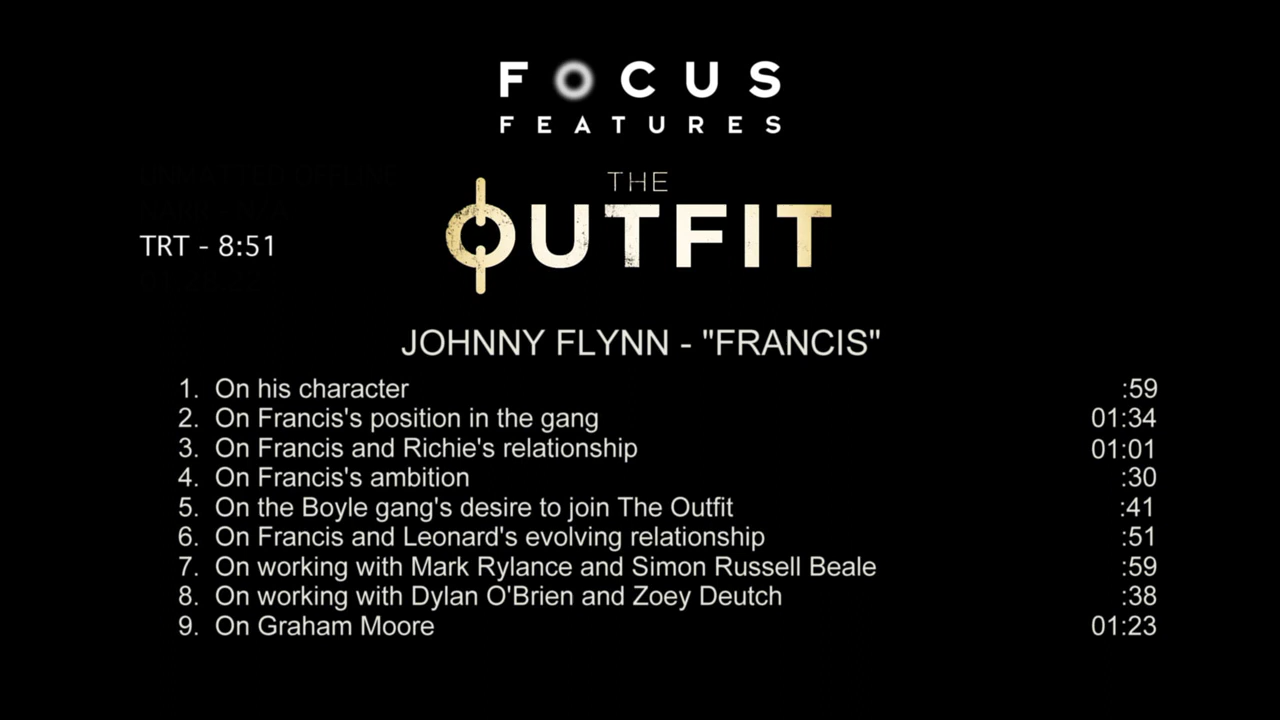 FOCUS
FEATURES
THE
OUTFIT
TRT - 8:51
JOHNNY FLYNN - "FRANCIS"
1. On his character :59
2. On Francis's position in the gang 01:34
3. On Francis and Richie's relationship 01:01
4. On Francis's ambition :30
5. On the Boyle gang's desire to join The Outfit :41
6. On Francis and Leonard's evolving relationship :51
7. On working with Mark Rylance and Simon Russell Beale :59
8. On working with Dylan O'Brien and Zoey Deutch :38
9. On Graham Moore 01:23